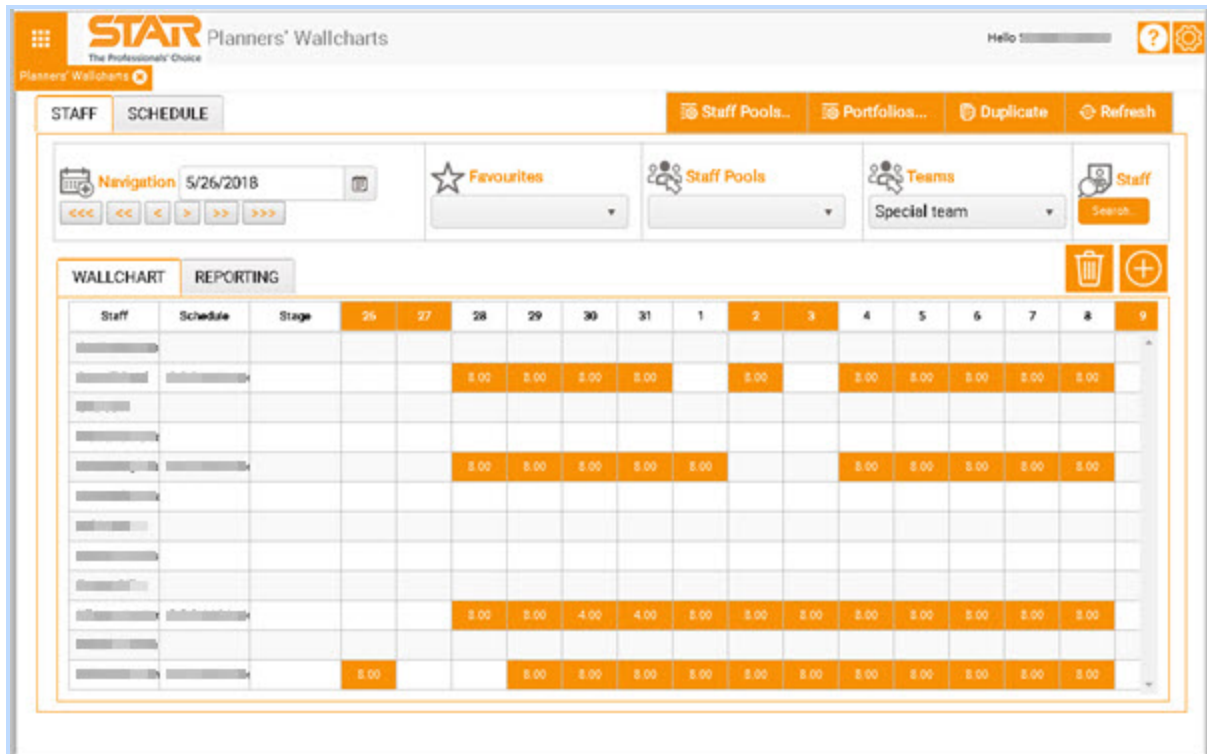 STAR Planners' Wallcharts Hello
The Professionals' Choice
Planners' Wallcharts
STAFF SCHEDULE Staff Pools... Portfolios... Duplicate Refresh
Navigation 5/26/2018 Favourites Staff Pools Teams Staff
<<< << < > >> >>> Special team Search...
WALLCHART REPORTING
Staff Schedule Stage 26 27 28 29 30 31 1 2 3 4 5 6 7 8 9
8.00 8.00 8.00 8.00 8.00 8.00 8.00 8.00 8.00 8.00
8.00 8.00 8.00 8.00 8.00 8.00 8.00 8.00 8.00 8.00
8.00 8.00 4.00 4.00 8.00 8.00 8.00 8.00 8.00 8.00 8.00 8.00
8.00 8.00 8.00 8.00 8.00 8.00 8.00 8.00 8.00 8.00 8.00 8.00